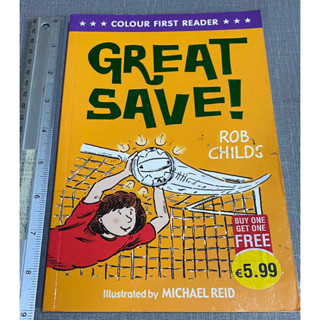 ★ ★ ★ COLOUR FIRST READER ★ ★ ★
GREAT
SAVE!
ROB
CHILDS
BUY ONE
GET ONE
FREE
€5.99
Illustrated by MICHAEL REID